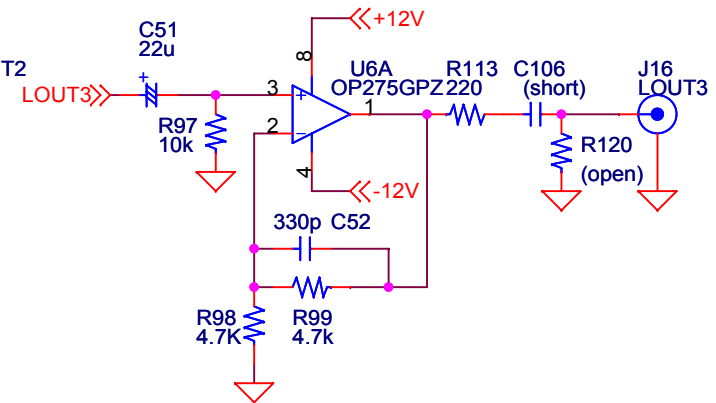 T2
LOUT3
C51
22u
+
R97
10k
+12V
8
3
+
2
−
U6A
OP275GPZ
1
4
-12V
330p C52
R98
4.7K
R99
4.7k
R113
220
C106
(short)
R120
(open)
J16
LOUT3